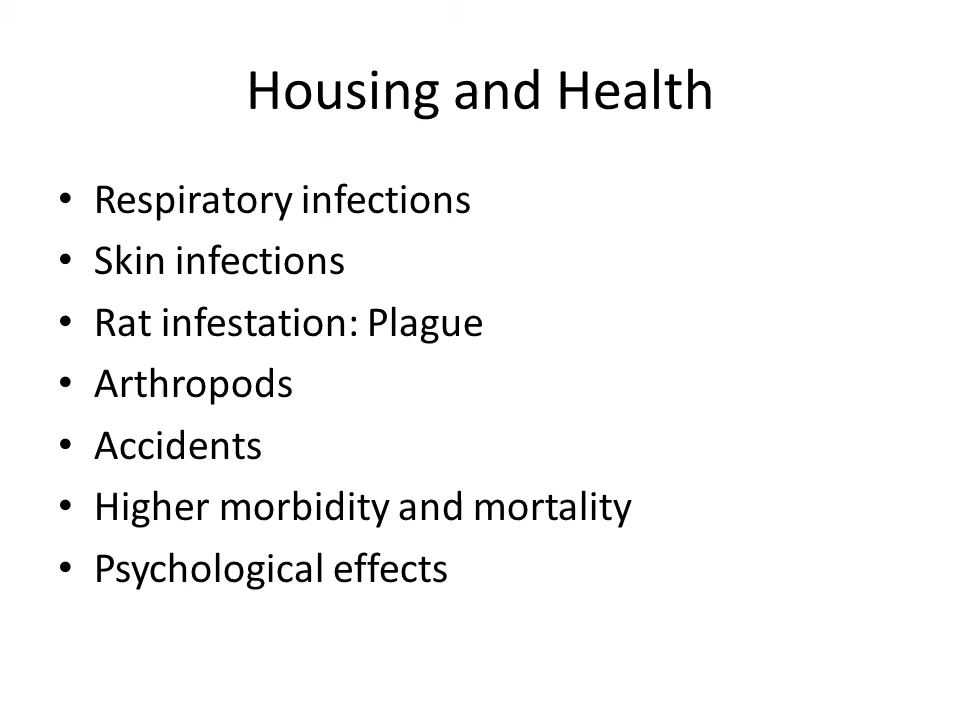 Housing and Health
• Respiratory infections
• Skin infections
• Rat infestation: Plague
• Arthropods
• Accidents
• Higher morbidity and mortality
• Psychological effects